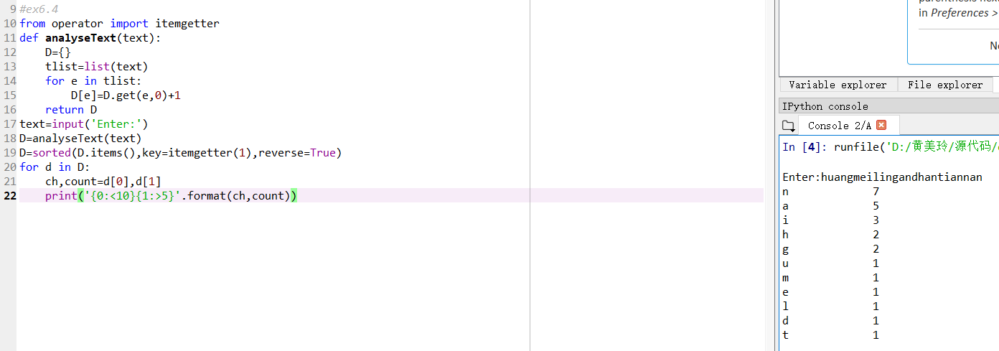 9 #ex6.4
10 from operator import itemgetter
11 def analyseText(text):
12     D={}
13     tlist=list(text)
14     for e in tlist:
15         D[e]=D.get(e,0)+1
16     return D
17 text=input('Enter:')
18 D=analyseText(text)
19 D=sorted(D.items(),key=itemgetter(1),reverse=True)
20 for d in D:
21     ch,count=d[0],d[1]
22     print('{0:<10}{1:>5}'.format(ch,count))
in Preferences >
Variable explorer File explorer
IPython console
Console 2/A
In [4]: runfile('D:/黄美玲/源代码/
Enter:huangmeilingandhantiannan
n 7
a 5
i 3
h 2
g 2
u 1
m 1
e 1
l 1
d 1
t 1